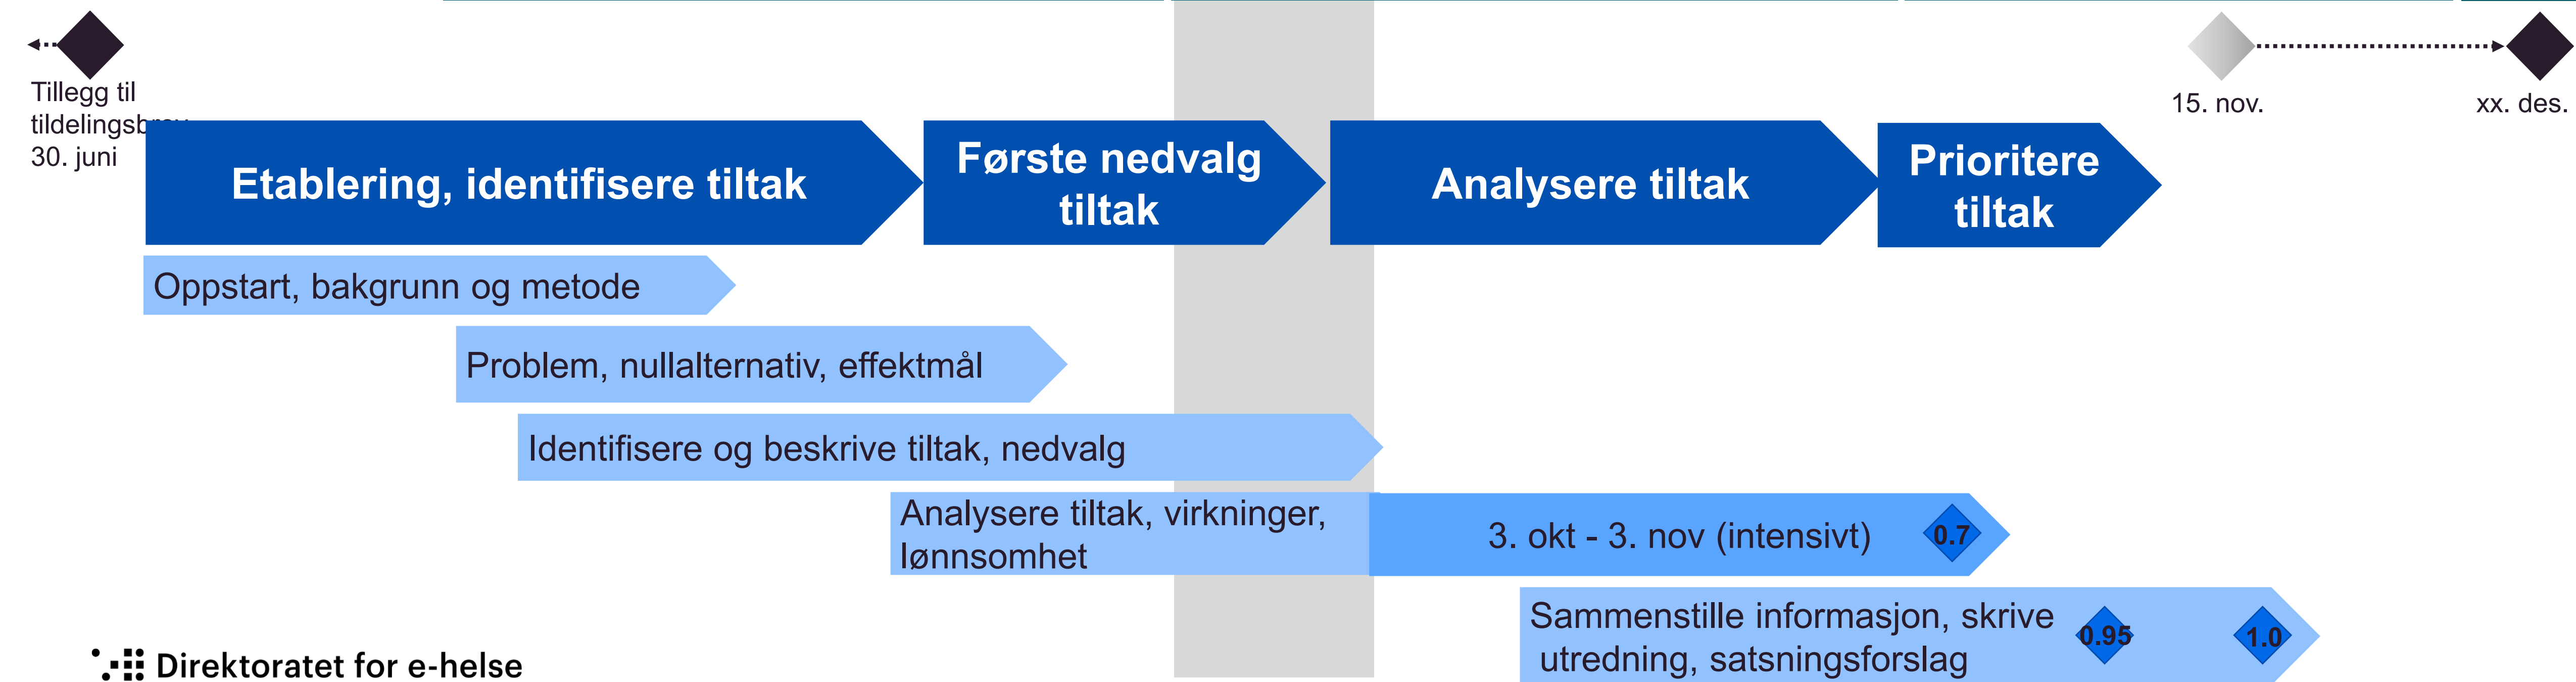 Tillegg til
30. juni
15. nov.
xx. des.
Etablering, identifisere tiltak
Første nedvalg
tiltak
Analysere tiltak
Prioritere
tiltak
Oppstart, bakgrunn og metode
Problem, nullalternativ, effektmål
Identifisere og beskrive tiltak, nedvalg
Analysere tiltak, virkninger,
lønnsomhet
3. okt - 3. nov (intensivt)
0.7
Sammenstille informasjon, skrive
utredning, satsningsforslag
0.95
1.0
Direktoratet for e-helse